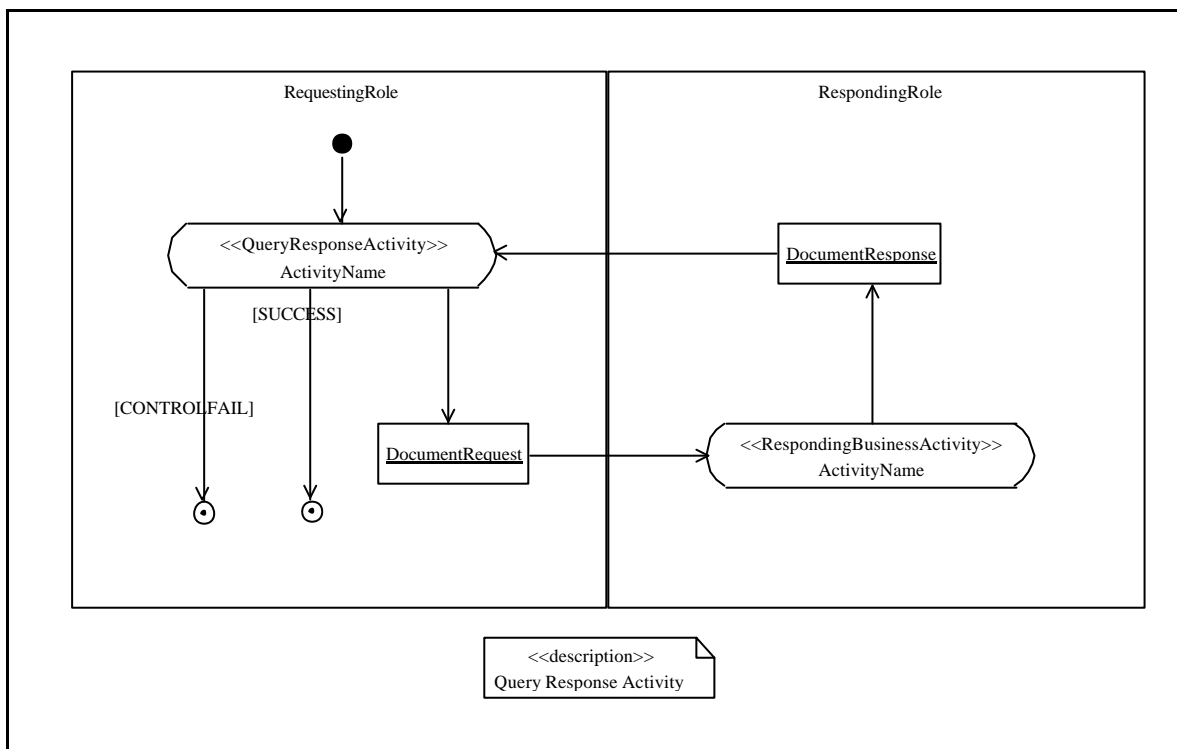 RequestingRole
RespondingRole
<<QueryResponseActivity>>
ActivityName
DocumentResponse
[SUCCESS]
[CONTROLFAIL]
DocumentRequest
<<RespondingBusinessActivity>>
ActivityName
<<description>>
Query Response Activity